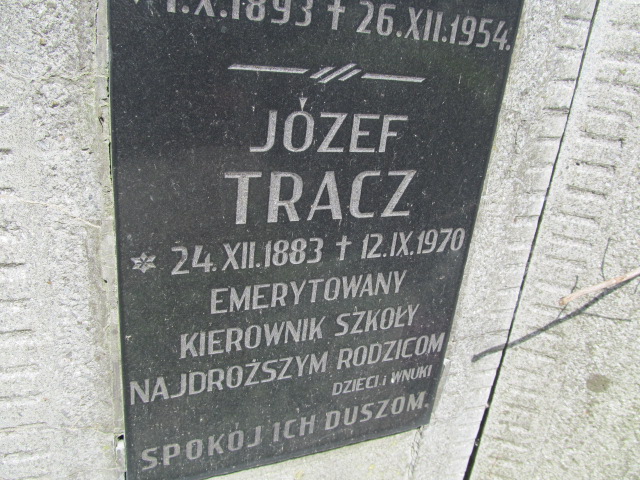 1.X.1893 † 26.XII.1954.
JÓZEF
TRACZ
* 24.XII.1883 † 12.IX.1970
EMERYTOWANY
KIEROWNIK SZKOŁY
NAJDROŻSZYM RODZICOM
DZIECI i WNUKI
SPOKÓJ ICH DUSZOM.